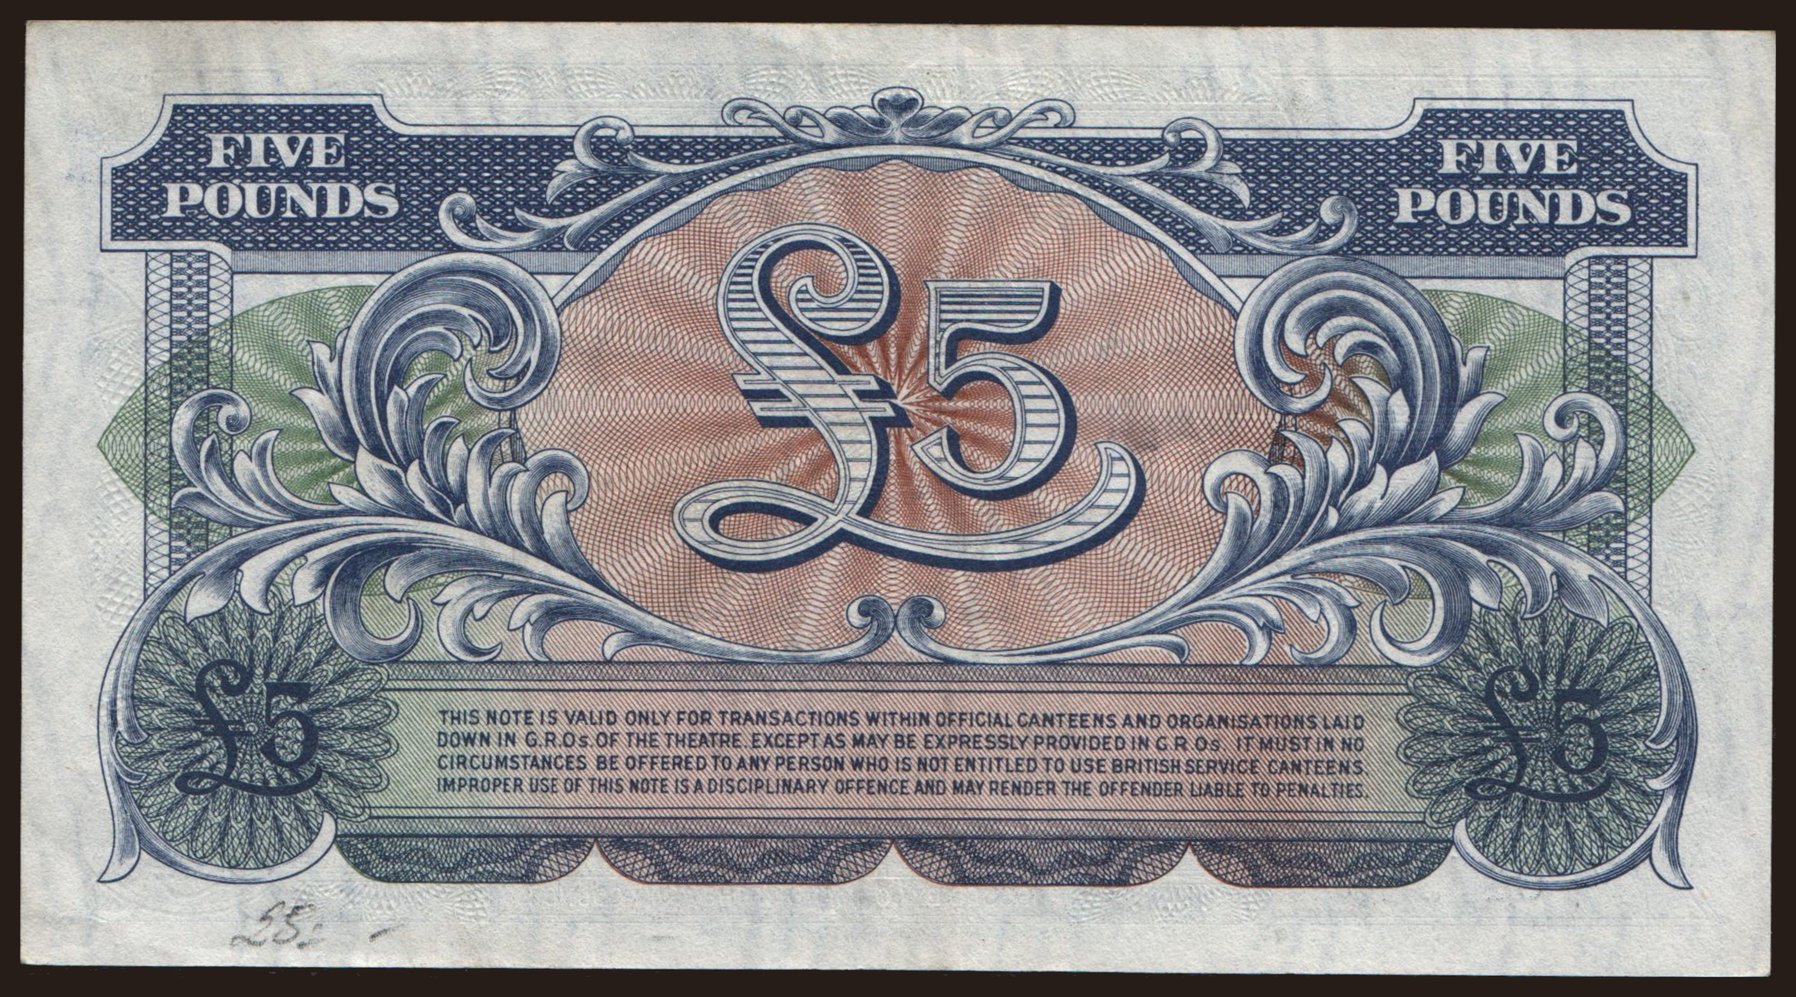 FIVE
POUNDS
FIVE
POUNDS
£5
THIS NOTE IS VALID ONLY FOR TRANSACTIONS WITHIN OFFICIAL CANTEENS AND ORGANISATIONS LAID
DOWN IN G.R.Os. OF THE THEATRE. EXCEPT AS MAY BE EXPRESSLY PROVIDED IN G R Os, IT MUST IN NO
CIRCUMSTANCES BE OFFERED TO ANY PERSON WHO IS NOT ENTITLED TO USE BRITISH SERVICE CANTEENS.
IMPROPER USE OF THIS NOTE IS A DISCIPLINARY OFFENCE AND MAY RENDER THE OFFENDER LIABLE TO PENALTIES.
£5
£5